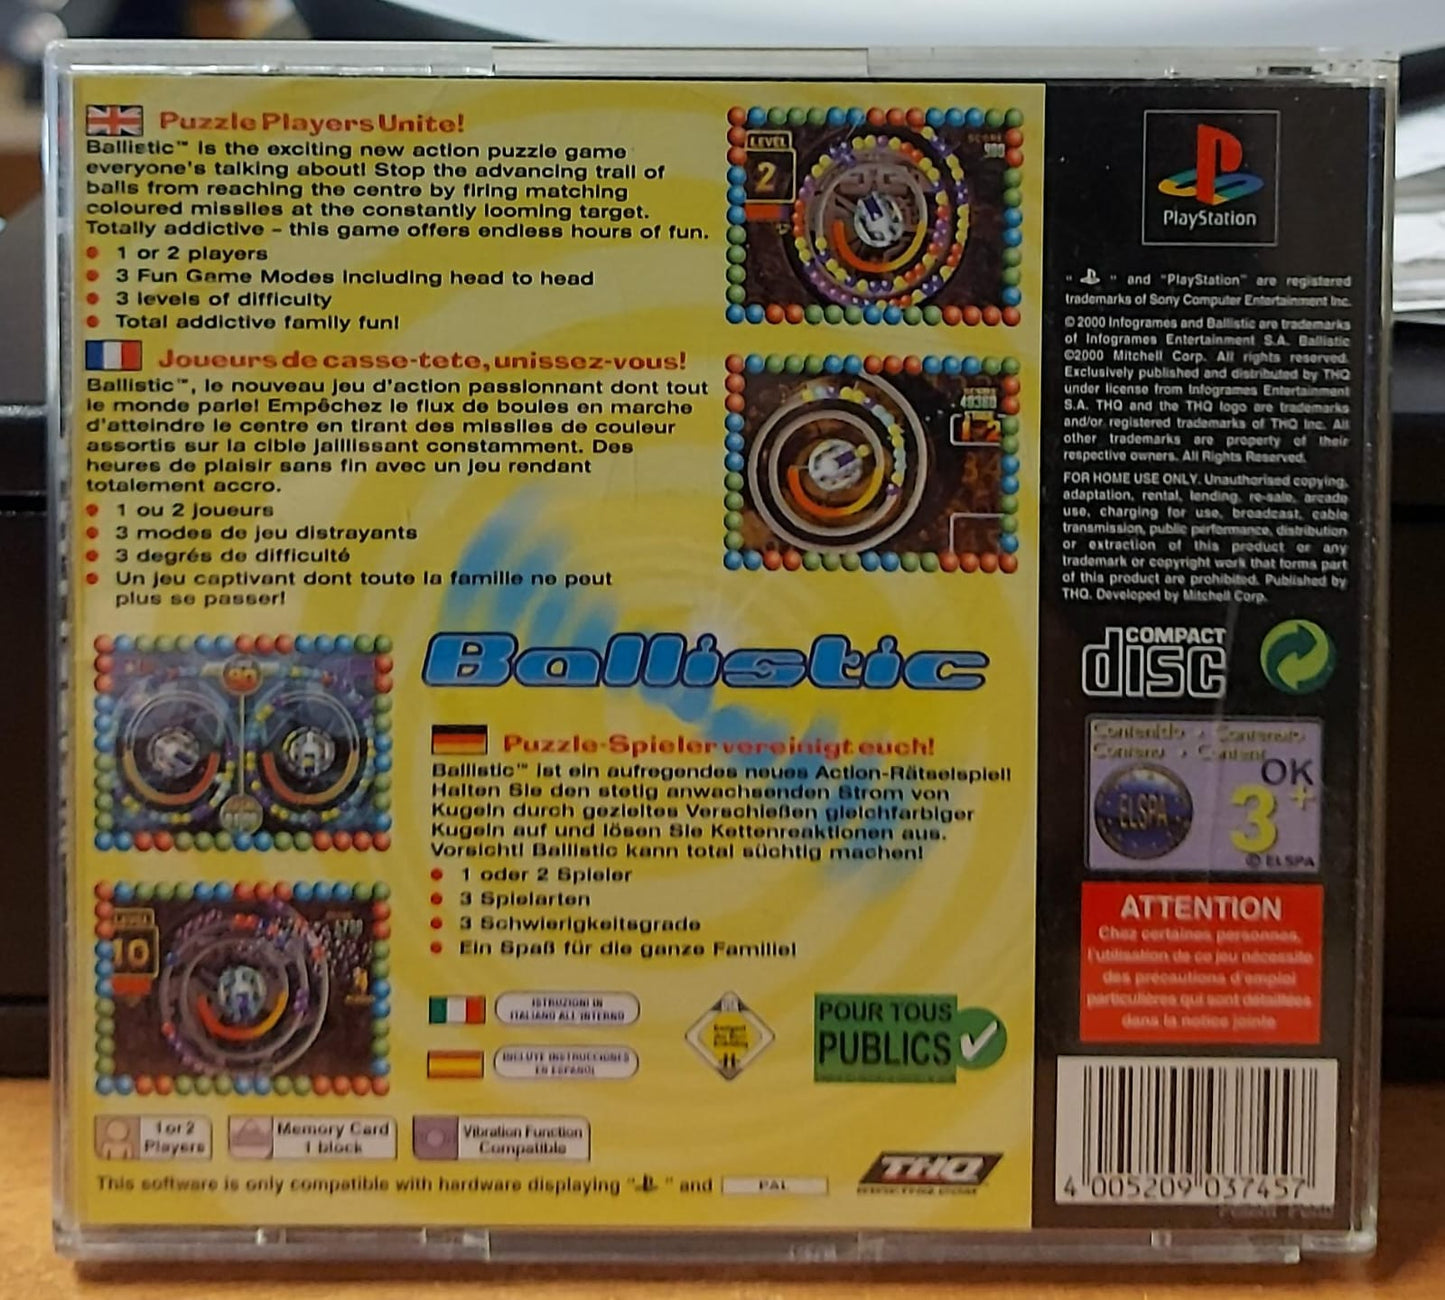 Puzzle Players Unite!
Ballistic™ is the exciting new action puzzle game
everyone's talking about! Stop the advancing trail of
balls from reaching the centre by firing matching
coloured missiles at the constantly looming target.
Totally addictive – this game offers endless hours of fun.
1 or 2 players
3 Fun Game Modes including head to head
3 levels of difficulty
Total addictive family fun!
LEVEL
2
SCORE
Joueurs de casse-tete, unissez-vous!
Ballistic™, le nouveau jeu d'action passionnant dont tout
le monde parle! Empêchez le flux de boules en marche
d'atteindre le centre en tirant des missiles de couleur
assortis sur la cible jaillissant constamment. Des
heures de plaisir sans fin avec un jeu rendant
totalement accro.
1 ou 2 joueurs
3 modes de jeu distrayants
3 degrés de difficulté
Un jeu captivant dont toute la famille ne peut
plus se passer!
1-2
Ballistic
Puzzle-Spieler vereinigt euch!
Ballistic™ ist ein aufregendes neues Action-Rätselspiel!
Halten Sie den stetig anwachsenden Strom von
Kugeln durch gezieltes Verschießen gleichfarbiger
Kugeln auf und lösen Sie Kettenreaktionen aus.
Vorsicht! Ballistic kann total süchtig machen!
1 oder 2 Spieler
3 Spielarten
3 Schwierigkeitsgrade
Ein Spaß für die ganze Familie!
LEVEL
10
ISTRUZIONI IN
ITALIANO ALL'INTERNO
INCLUYE INSTRUCCIONES
EN ESPAÑOL
POUR TOUS
PUBLICS
1 or 2
Players
Memory Card
1 block
Vibration Function
Compatible
This software is only compatible with hardware displaying " " and PAL
THQ
PlayStation
" " and "PlayStation" are registered
trademarks of Sony Computer Entertainment Inc.
© 2000 Infogrames and Ballistic are trademarks
of Infogrames Entertainment S.A. Ballistic
©2000 Mitchell Corp. All rights reserved.
Exclusively published and distributed by THQ
under license from Infogrames Entertainment
S.A. THQ and the THQ logo are trademarks
and/or registered trademarks of THQ Inc. All
other trademarks are property of their
respective owners. All Rights Reserved.
FOR HOME USE ONLY. Unauthorised copying,
adaptation, rental, lending, re-sale, arcade
use, charging for use, broadcast, cable
transmission, public performance, distribution
or extraction of this product or any
trademark or copyright work that forms part
of this product are prohibited. Published by
THQ. Developed by Mitchell Corp.
COMPACT
disc
Contenido • Contenuto
Contenu • Content
OK
ELSPA
3+
© ELSPA
ATTENTION
Chez certaines personnes,
l'utilisation de ce jeu nécessite
des précautions d'emploi
particulières qui sont détaillées
dans la notice jointe
4 005209 037457